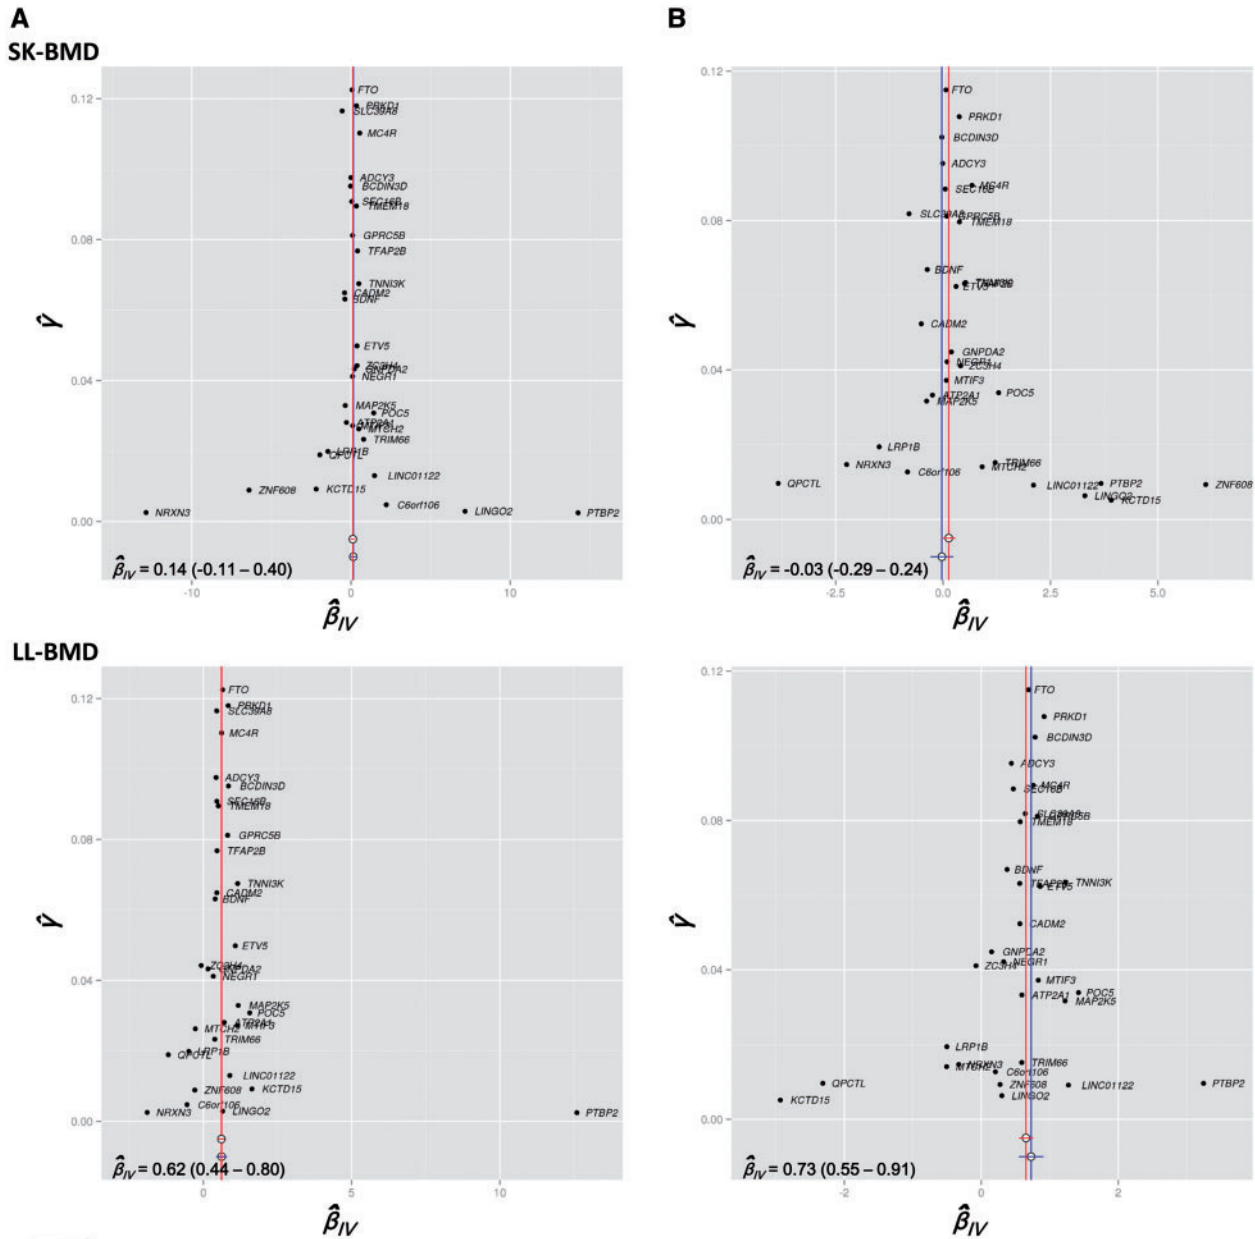 A
B
SK-BMD
0.12
0.08
0.04
0.00
γ̂
FTO
PRKD1
SLC39A8
MC4R
ADCY3
BCDIN3D
SEC16B
TMEM18
GPRC5B
TFAP2B
TNNI3K
CADM2
BDNF
ETV5
ZC3H4
GNPDA2
NEGR1
MAP2K5
POC5
ATP2A1
MTIF3
MTCH2
TRIM66
LRP1B
QPCTL
LINC01122
ZNF608
KCTD15
C6orf106
NRXN3
LINGO2
PTBP2
β̂IV = 0.14 (-0.11 – 0.40)
-10
0
10
β̂IV
0.12
0.08
0.04
0.00
γ̂
FTO
PRKD1
BCDIN3D
ADCY3
MC4R
SEC16B
SLC39A8
GPRC5B
TMEM18
BDNF
TNNI3K
ETV5
CADM2
GNPDA2
NEGR1
ZC3H4
MTIF3
ATP2A1
POC5
MAP2K5
LRP1B
NRXN3
TRIM66
MTCH2
C6orf106
QPCTL
LINC01122
PTBP2
ZNF608
LINGO2
KCTD15
β̂IV = -0.03 (-0.29 – 0.24)
-2.5
0.0
2.5
5.0
β̂IV
LL-BMD
0.12
0.08
0.04
0.00
γ̂
FTO
PRKD1
SLC39A8
MC4R
ADCY3
BCDIN3D
SEC16B
TMEM18
GPRC5B
TFAP2B
TNNI3K
CADM2
BDNF
ETV5
ZC3H4
GNPDA2
NEGR1
MAP2K5
POC5
ATP2A1
MTIF3
MTCH2
TRIM66
LRP1B
QPCTL
LINC01122
ZNF608
KCTD15
C6orf106
NRXN3
LINGO2
PTBP2
β̂IV = 0.62 (0.44 – 0.80)
0
5
10
β̂IV
0.12
0.08
0.04
0.00
γ̂
FTO
PRKD1
BCDIN3D
ADCY3
MC4R
SEC16B
SLC39A8
GPRC5B
TMEM18
BDNF
TFAP2B
TNNI3K
ETV5
CADM2
GNPDA2
NEGR1
ZC3H4
MTIF3
ATP2A1
POC5
MAP2K5
LRP1B
NRXN3
MTCH2
TRIM66
C6orf106
QPCTL
ZNF608
LINC01122
PTBP2
LINGO2
KCTD15
β̂IV = 0.73 (0.55 – 0.91)
-2
0
2
β̂IV